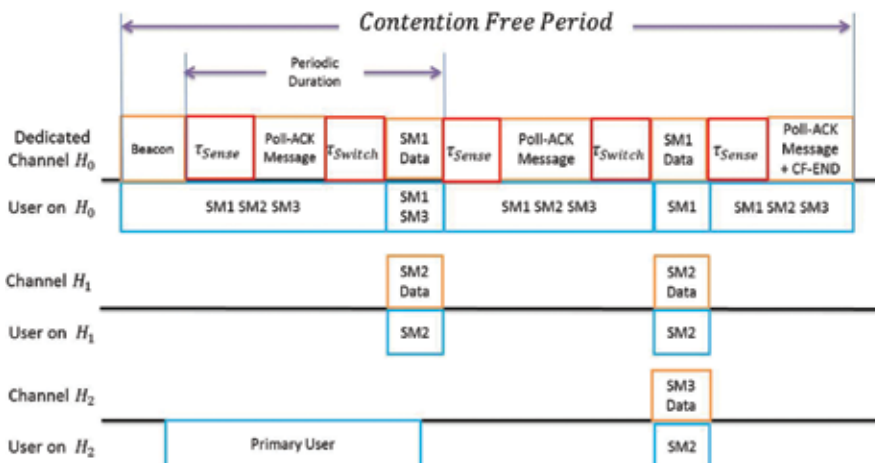 Contention Free Period
Periodic
Duration
Dedicated
Channel H₀
Beacon
τSense
Poll-ACK
Message
τSwitch
SM1
Data
τSense
Poll-ACK
Message
τSwitch
SM1
Data
τSense
Poll-ACK
Message
+ CF-END
User on H₀
SM1 SM2 SM3
SM1
SM3
SM1 SM2 SM3
SM1
SM1 SM2 SM3
Channel H₁
SM2
Data
SM2
Data
User on H₁
SM2
SM2
Channel H₂
SM3
Data
User on H₂
Primary User
SM2